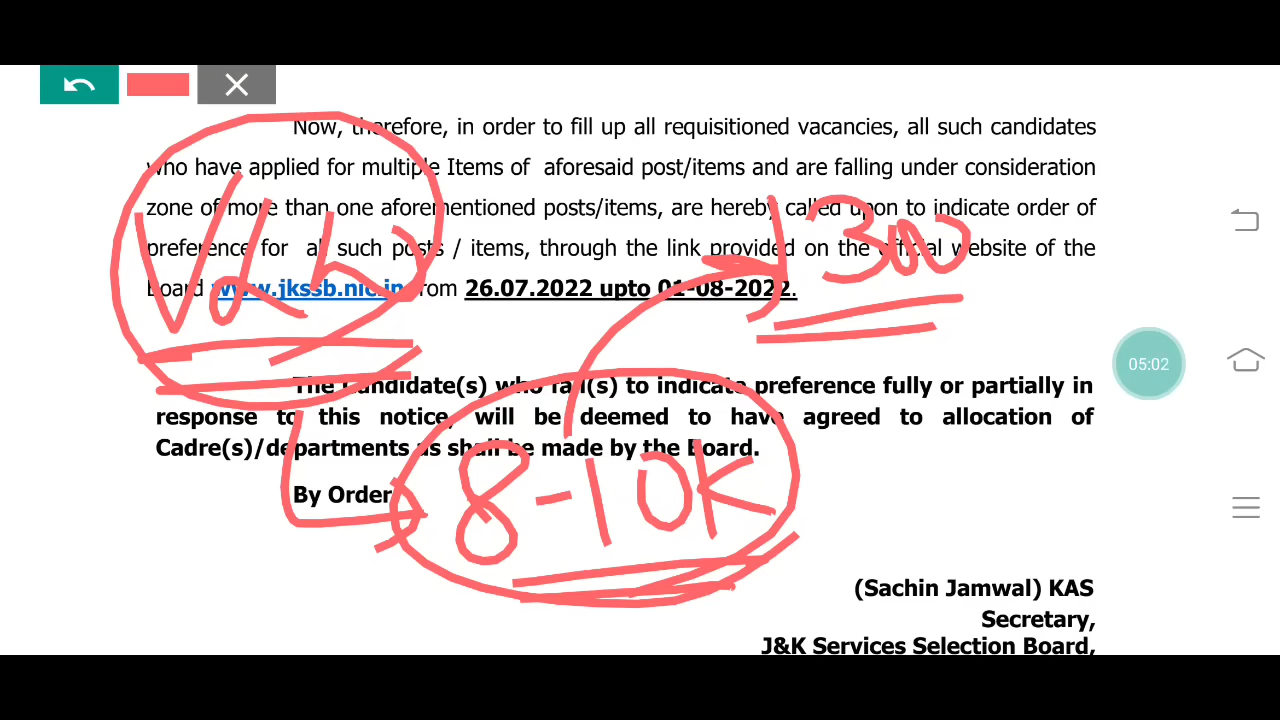 Now, therefore, in order to fill up all requisitioned vacancies, all such candidates
who have applied for multiple Items of aforesaid post/items and are falling under consideration
zone of more than one aforementioned posts/items, are hereby called upon to indicate order of
preference for all such posts / items, through the link provided on the official website of the
Board www.jkssb.nic.in from 26.07.2022 upto 01-08-2022.
1300
The Candidate(s) who fail(s) to indicate preference fully or partially in
response to this notice, will be deemed to have agreed to allocation of
Cadre(s)/departments as shall be made by the Board.
05:02
By Order
8-10K
(Sachin Jamwal) KAS
Secretary,
J&K Services Selection Board,